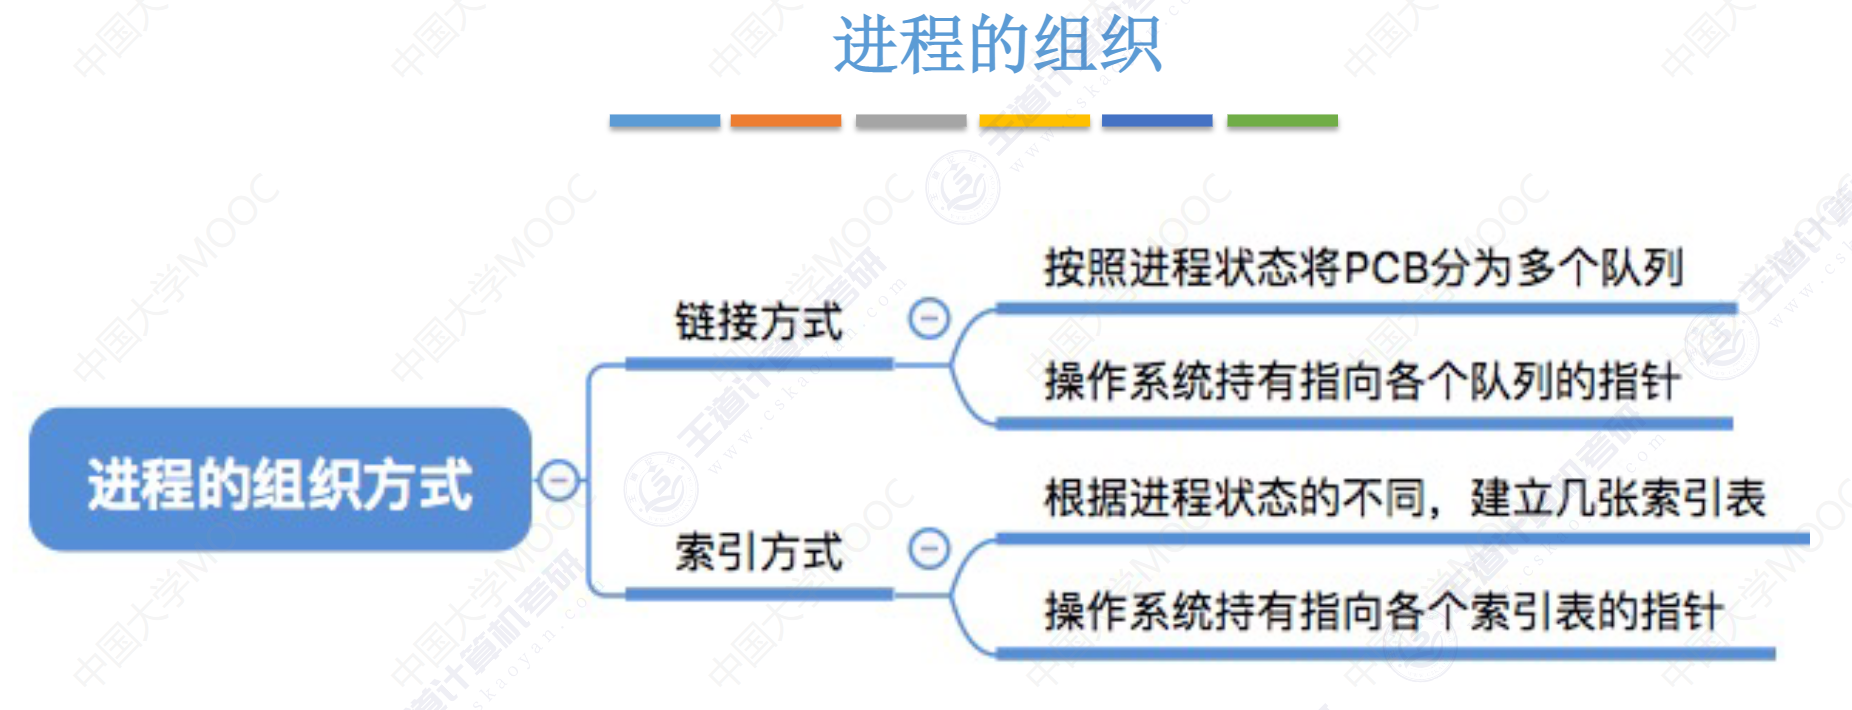 进程的组织
按照进程状态将PCB分为多个队列
链接方式
操作系统持有指向各个队列的指针
进程的组织方式
根据进程状态的不同，建立几张索引表
索引方式
操作系统持有指向各个索引表的指针
中国大学MOOC
王道计算机考研
www.cskaoyan.com